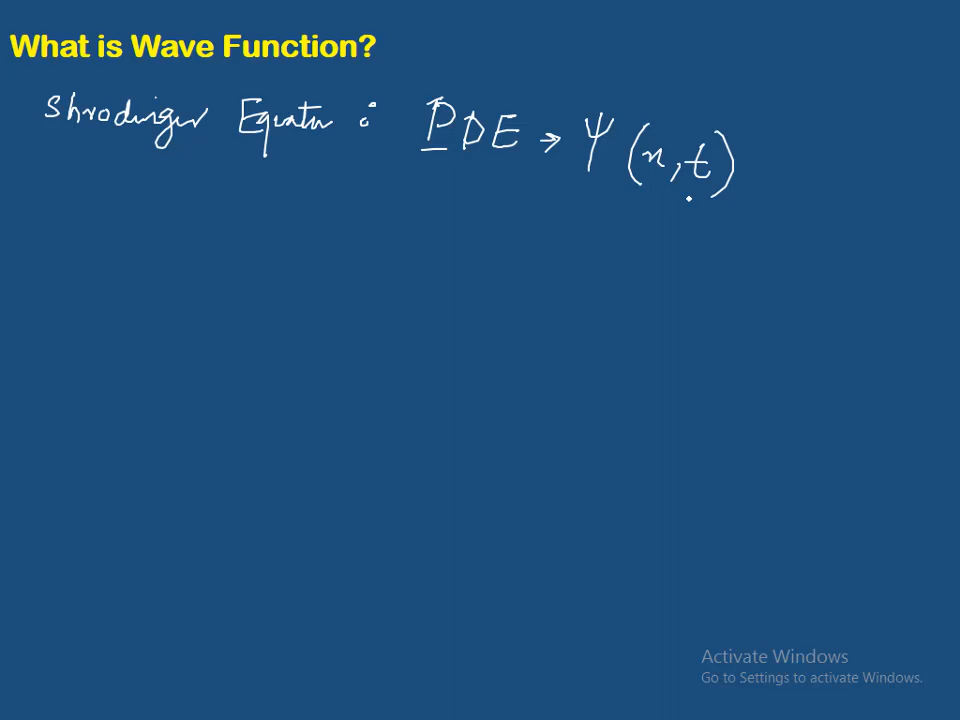 What is Wave Function?
Shrodinger Equatn : PDE → Ψ (x, t)
Activate Windows
Go to Settings to activate Windows.